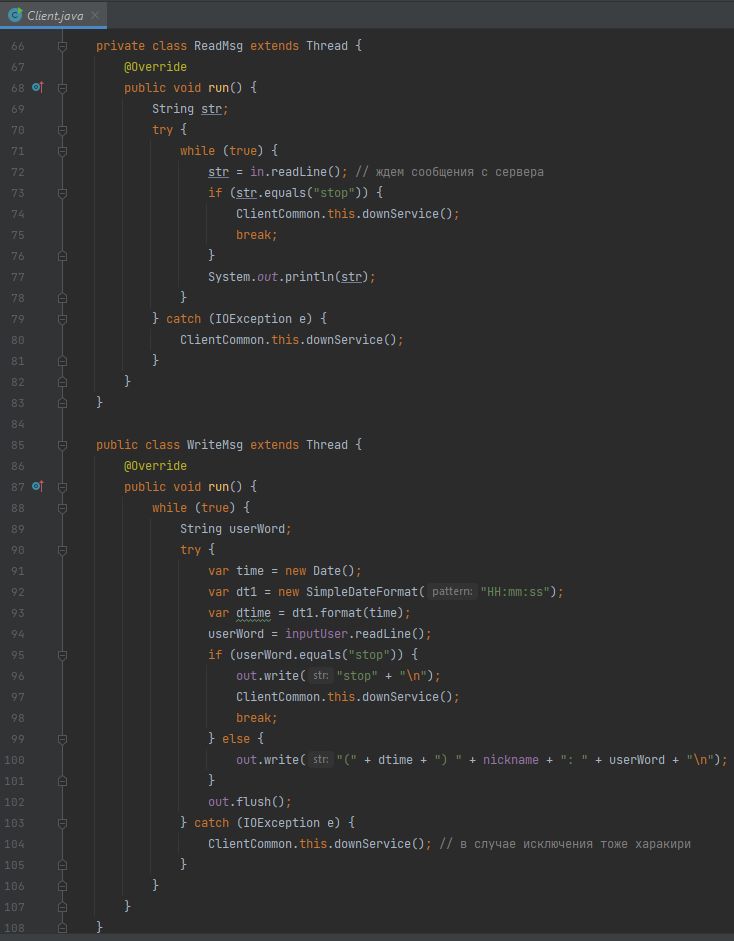 Client.java
66 private class ReadMsg extends Thread {
67 @Override
68 public void run() {
69 String str;
70 try {
71 while (true) {
72 str = in.readLine(); // ждем сообщения с сервера
73 if (str.equals("stop")) {
74 ClientCommon.this.downService();
75 break;
76 }
77 System.out.println(str);
78 }
79 } catch (IOException e) {
80 ClientCommon.this.downService();
81 }
82 }
83 }
84
85 public class WriteMsg extends Thread {
86 @Override
87 public void run() {
88 while (true) {
89 String userWord;
90 try {
91 var time = new Date();
92 var dt1 = new SimpleDateFormat( pattern: "HH:mm:ss");
93 var dtime = dt1.format(time);
94 userWord = inputUser.readLine();
95 if (userWord.equals("stop")) {
96 out.write( str: "stop" + "\n");
97 ClientCommon.this.downService();
98 break;
99 } else {
100 out.write( str: "(" + dtime + ") " + nickname + ": " + userWord + "\n");
101 }
102 out.flush();
103 } catch (IOException e) {
104 ClientCommon.this.downService(); // в случае исключения тоже харакири
105 }
106 }
107 }
108 }